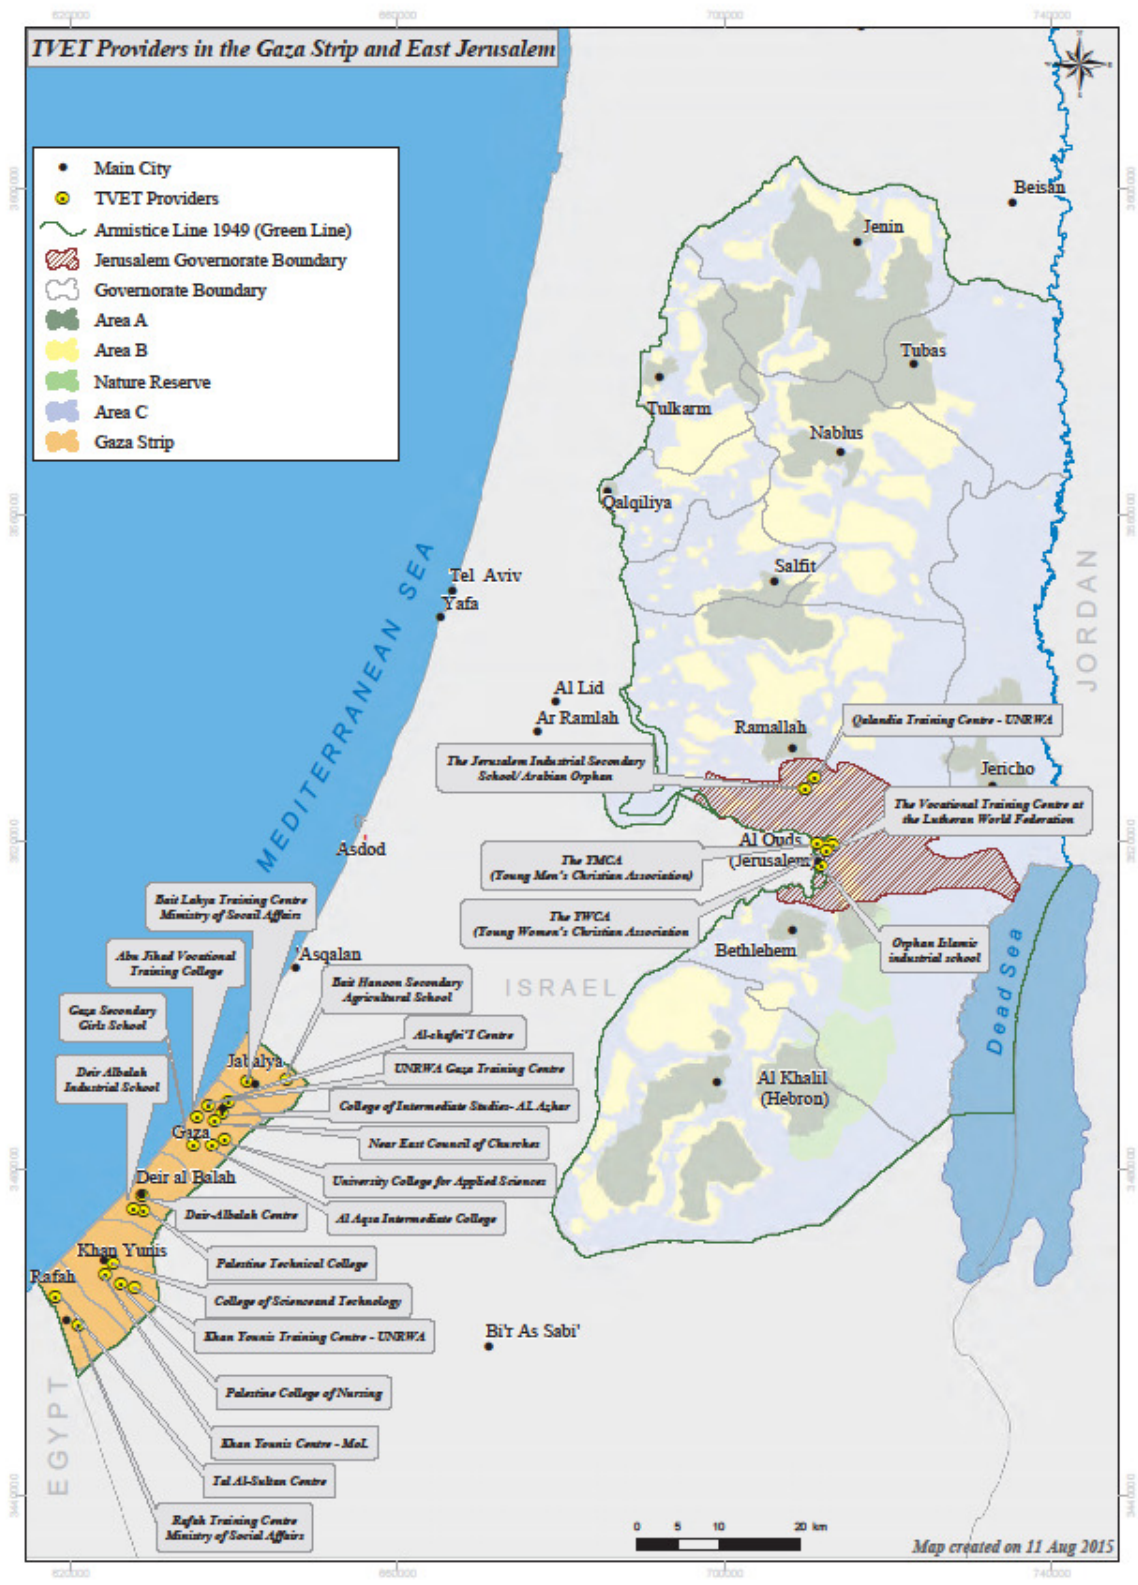 620000
660000
700000
740000
TVET Providers in the Gaza Strip and East Jerusalem
Main City
TVET Providers
Armistice Line 1949 (Green Line)
Jerusalem Governorate Boundary
Governorate Boundary
Area A
Area B
Nature Reserve
Area C
Gaza Strip
Beisan
Jenin
Tubas
Tulkarm
Nablus
Qalqiliya
Salfit
MEDITERRANEAN SEA
Tel Aviv
Yafa
JORDAN
Al Lid
Ar Ramlah
Ramallah
Qalandia Training Centre - UNRWA
The Jerusalem Industrial Secondary
School/Arabian Orphan
Jericho
The Vocational Training Centre at
the Lutheran World Federation
Al Quds
(Jerusalem
Asdod
The YMCA
(Young Men's Christian Association)
The YWCA
(Young Women's Christian Association
Orphan Islamic
industrial school
Bethlehem
Dead Sea
ISRAEL
Bait Lahya Training Centre
Ministry of Socail Affairs
Abu Jihad Vocational
Training College
'Asqalan
Bait Hanoon Secondary
Agricultural School
Gaza Secondary
Girls School
Al-shafei'I Centre
Deir Albalah
Industrial School
Jabalya
UNRWA Gaza Training Centre
Al Khalil
(Hebron)
College of Intermediate Studies- AL Azhar
Gaza
Near East Council of Churches
Deir al Balah
University College for Applied Sciences
Dair-Albalah Centre
Al Aqsa Intermediate College
Khan Yunis
Palestine Technical College
Rafah
College of Scienceand Technology
Khan Younis Training Centre - UNRWA
Bi'r As Sabi'
Palestine College of Nursing
EGYPT
Khan Younis Centre - MoL
Tal Al-Sultan Centre
Rafah Training Centre
Ministry of Social Affairs
0 5 10 20 km
Map created on 11 Aug 2015
620000
660000
700000
740000